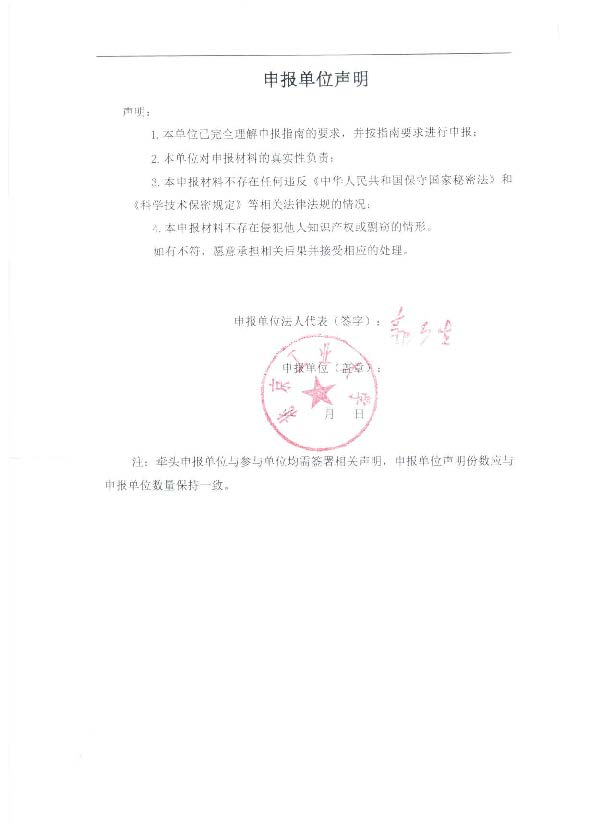 申报单位声明
声明：
1.本单位已完全理解申报指南的要求，并按指南要求进行申报；
2.本单位对申报材料的真实性负责；
3.本申报材料不存在任何违反《中华人民共和国保守国家秘密法》和
《科学技术保密规定》等相关法律法规的情况；
4.本申报材料不存在侵犯他人知识产权或剽窃的情形。
如有不符，愿意承担相关后果并接受相应的处理。
申报单位法人代表（签字）：
申报单位（盖章）：
京工业大学
月 日
注：牵头申报单位与参与单位均需签署相关声明，申报单位声明份数应与
申报单位数量保持一致。